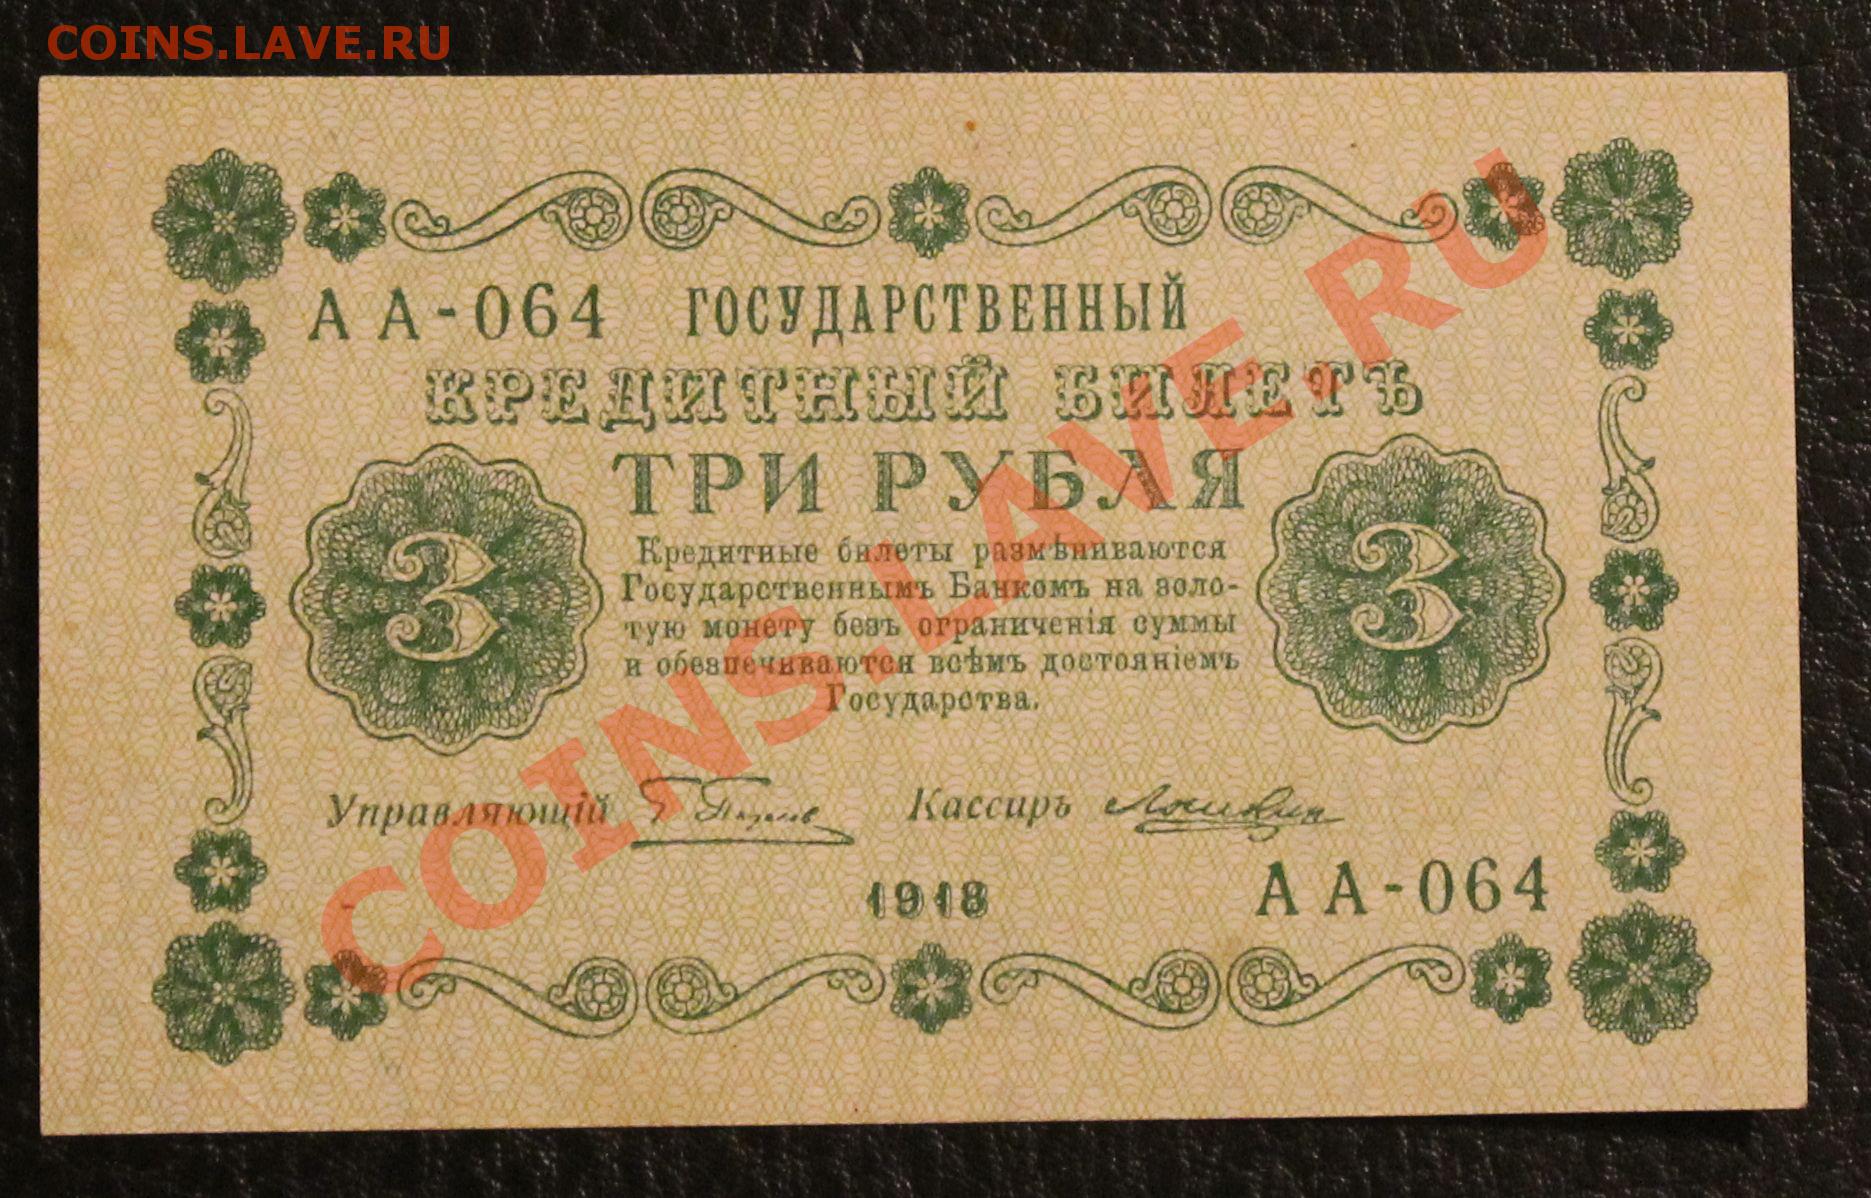 COINS.LAVE.RU
АА-064 ГОСУДАРСТВЕННЫЙ
КРЕДИТНЫЙ БИЛЕТЪ
ТРИ РУБЛЯ
3
Кредитные билеты размѣниваются
Государственнымъ Банкомъ на золо-
тую монету безъ ограниченія суммы
и обезпечиваются всѣмъ достояніемъ
Государства.
3
Управляющій
Кассиръ
1918
АА-064
COINS.LAVE.RU